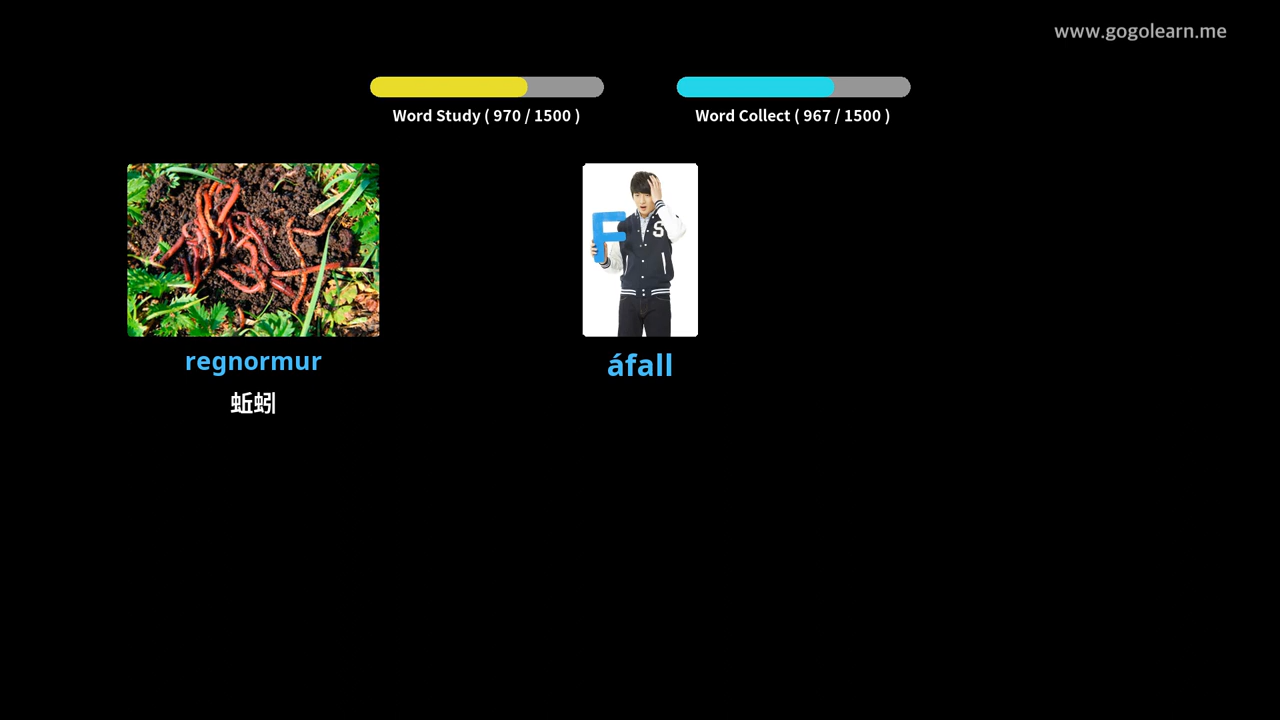 www.gogolearn.me
Word Study ( 970 / 1500 )
Word Collect ( 967 / 1500 )
F
S
regnormur
áfall
蚯蚓